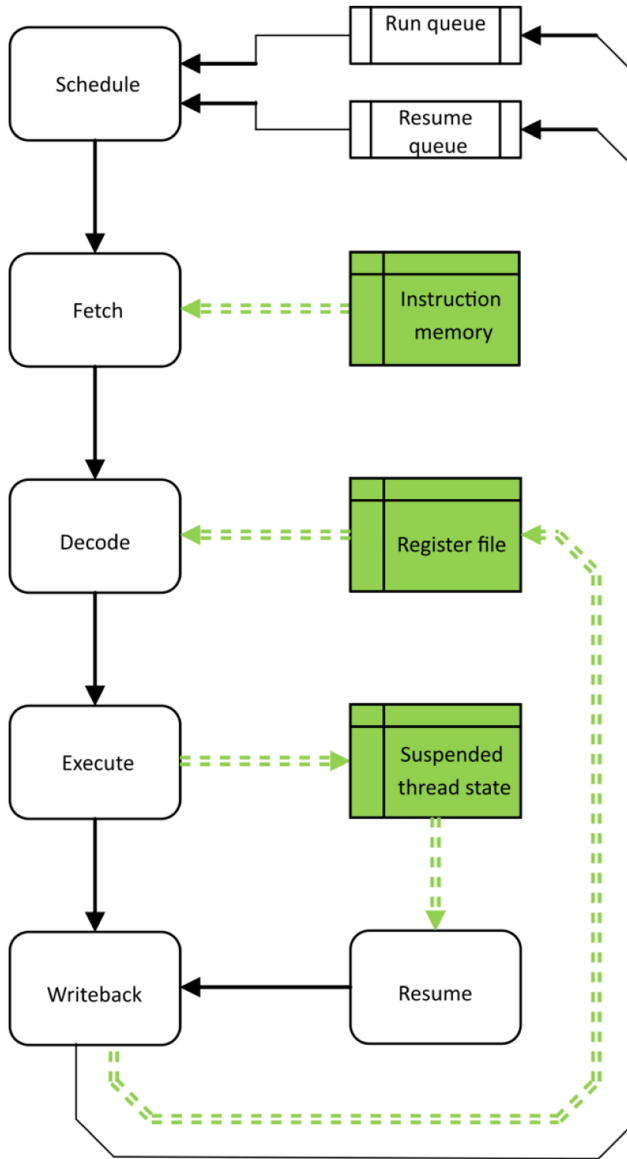 Run queue
Schedule
Resume
queue
Fetch
Instruction
memory
Decode
Register file
Execute
Suspended
thread state
Writeback
Resume